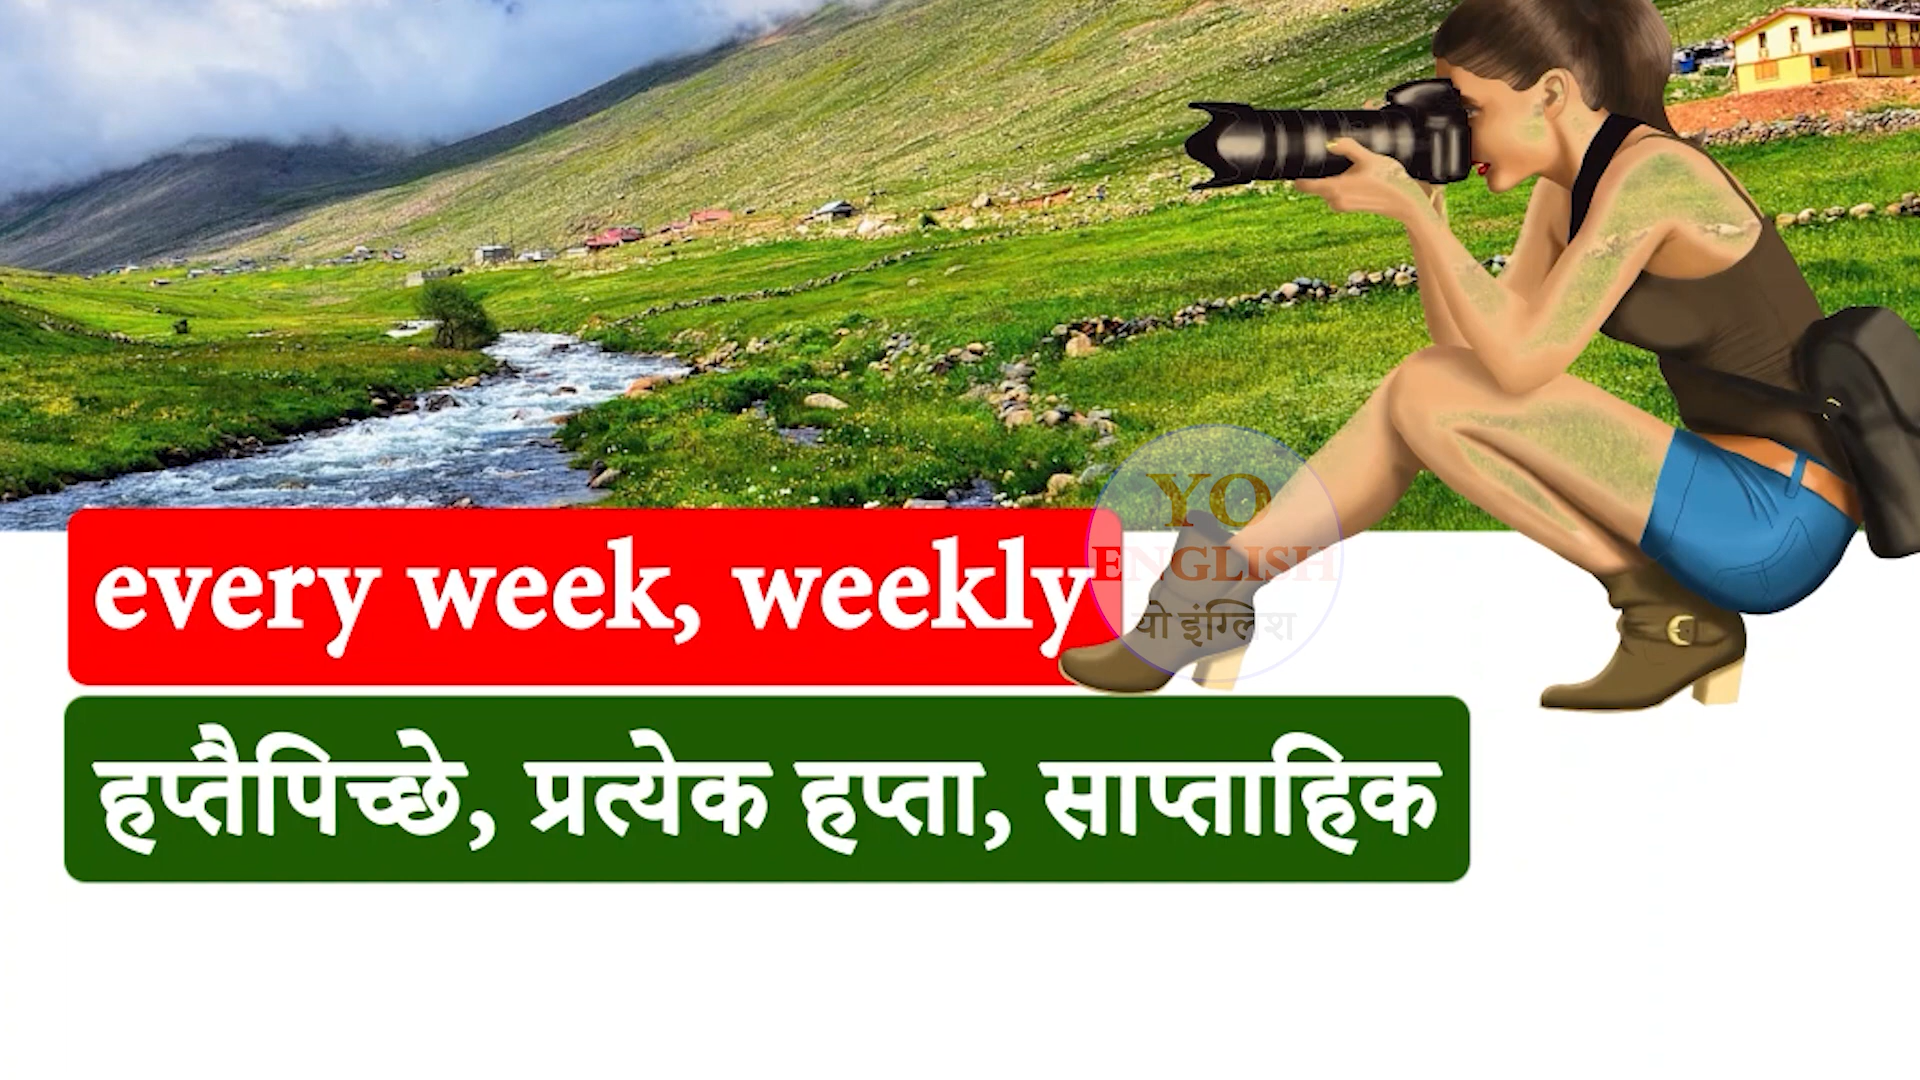 every week, weekly
YO
ENGLISH
यो इंग्लिश
हप्तैपिच्छे, प्रत्येक हप्ता, साप्ताहिक